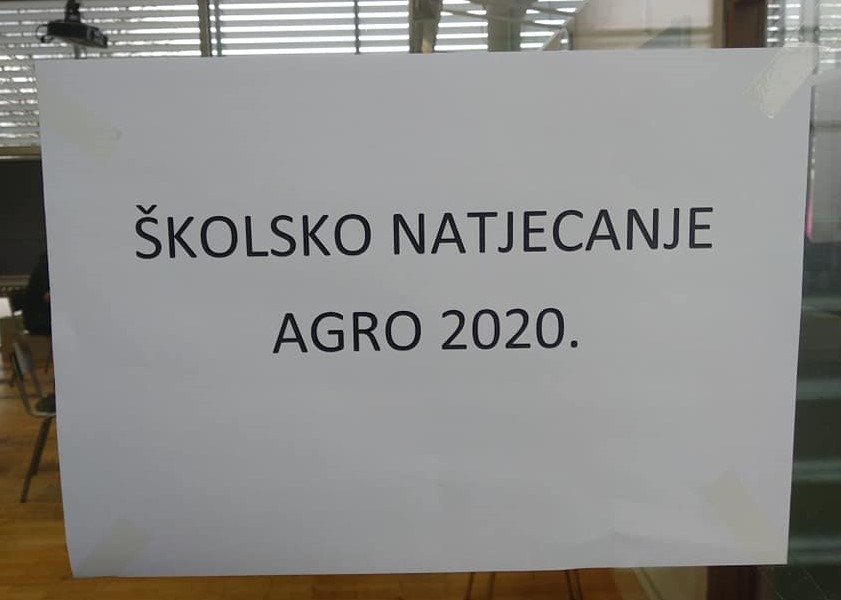 ŠKOLSKO NATJECANJE
AGRO 2020.